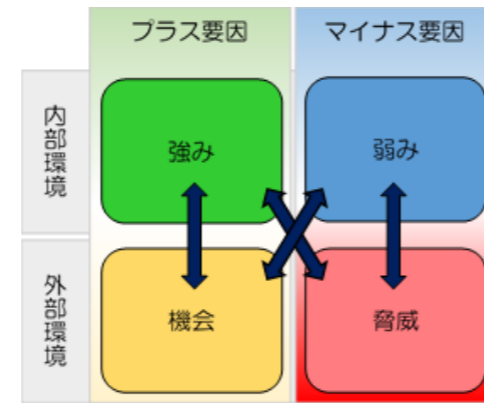 プラス要因
マイナス要因
内部環境
強み
弱み
外部環境
機会
脅威